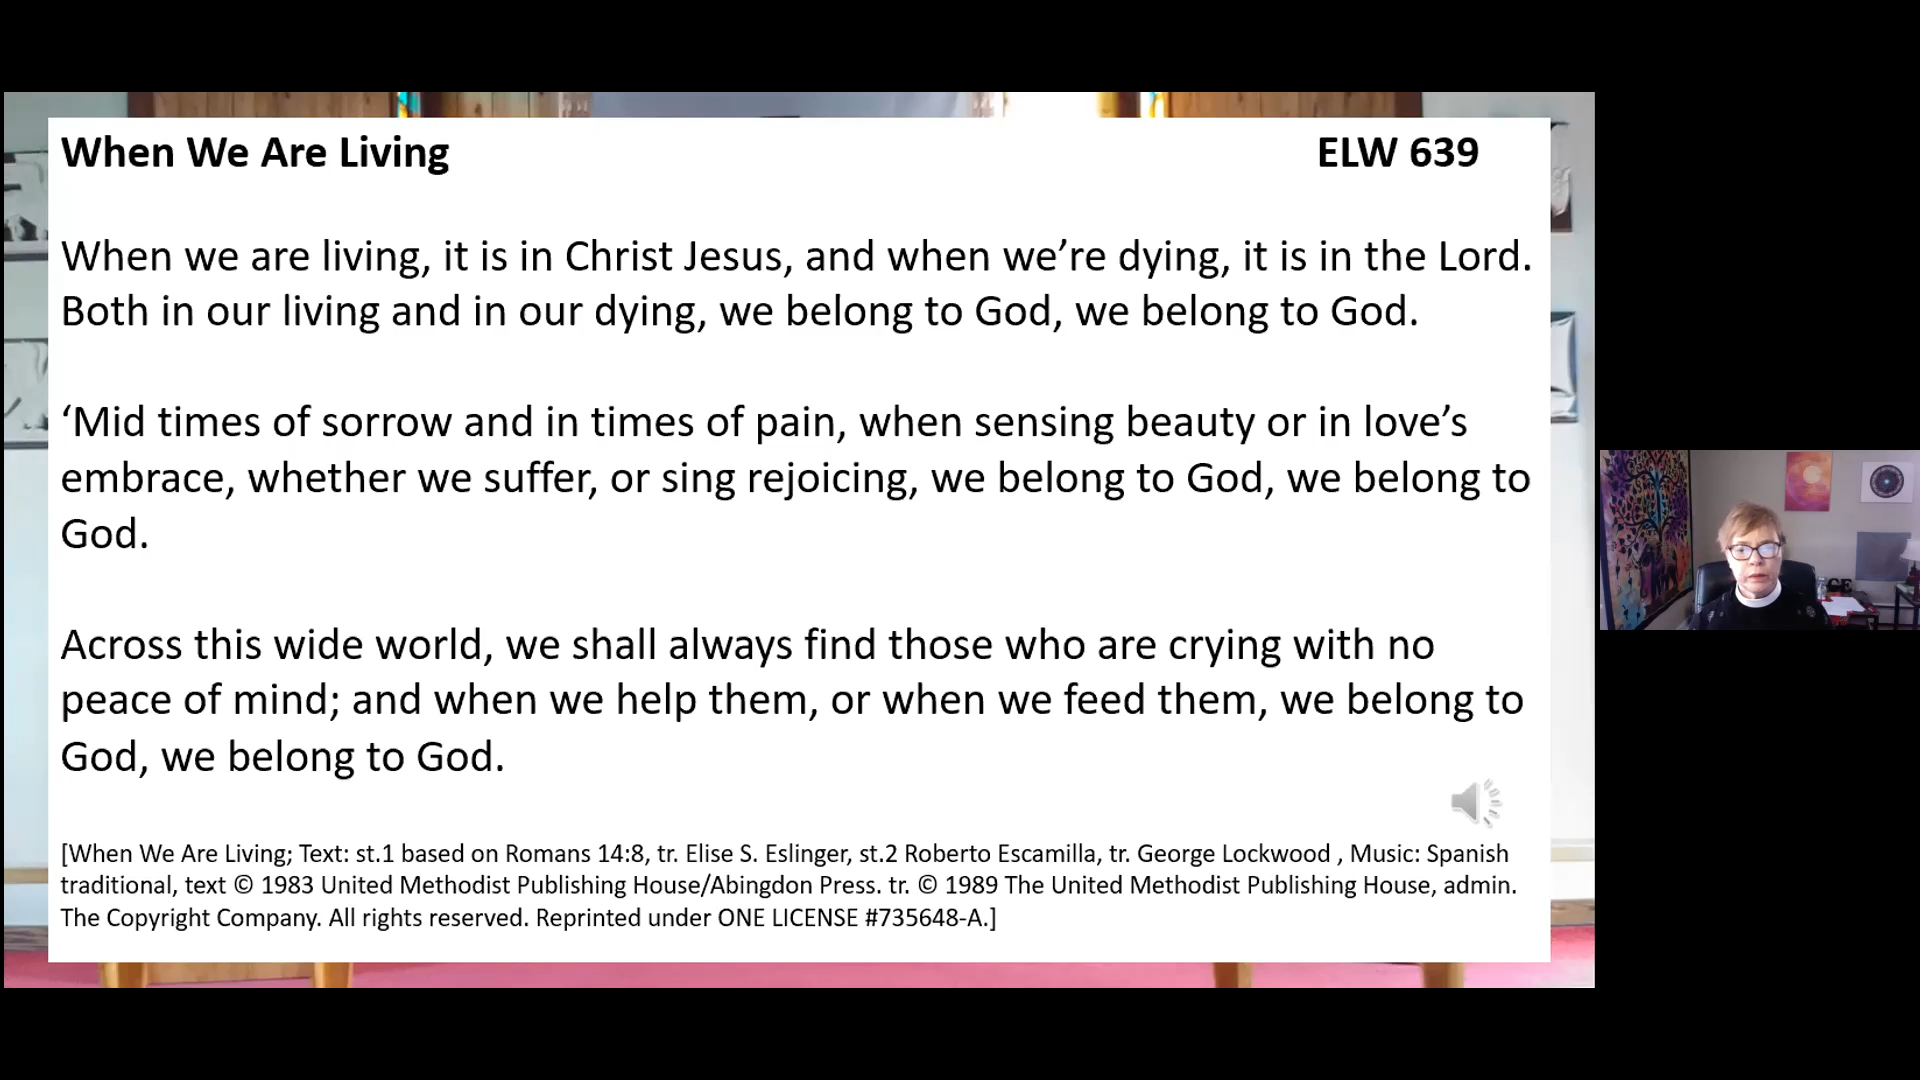 When We Are Living ELW 639
When we are living, it is in Christ Jesus, and when we’re dying, it is in the Lord.
Both in our living and in our dying, we belong to God, we belong to God.
‘Mid times of sorrow and in times of pain, when sensing beauty or in love’s
embrace, whether we suffer, or sing rejoicing, we belong to God, we belong to
God.
Across this wide world, we shall always find those who are crying with no
peace of mind; and when we help them, or when we feed them, we belong to
God, we belong to God.
[When We Are Living; Text: st.1 based on Romans 14:8, tr. Elise S. Eslinger, st.2 Roberto Escamilla, tr. George Lockwood , Music: Spanish
traditional, text © 1983 United Methodist Publishing House/Abingdon Press. tr. © 1989 The United Methodist Publishing House, admin.
The Copyright Company. All rights reserved. Reprinted under ONE LICENSE #735648-A.]